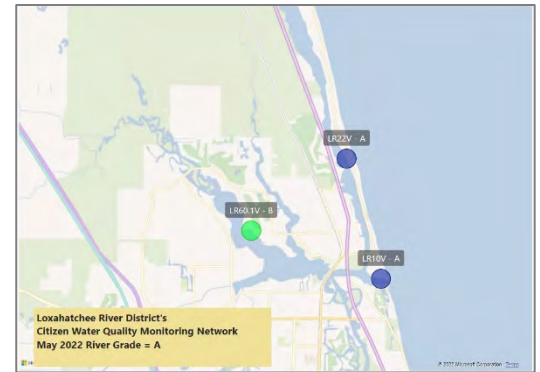 LR22V - A
LR60.1V - B
LR10V - A
Loxahatchee River District's
Citizen Water Quality Monitoring Network
May 2022 River Grade = A
© 2022 Microsoft Corporation Terms